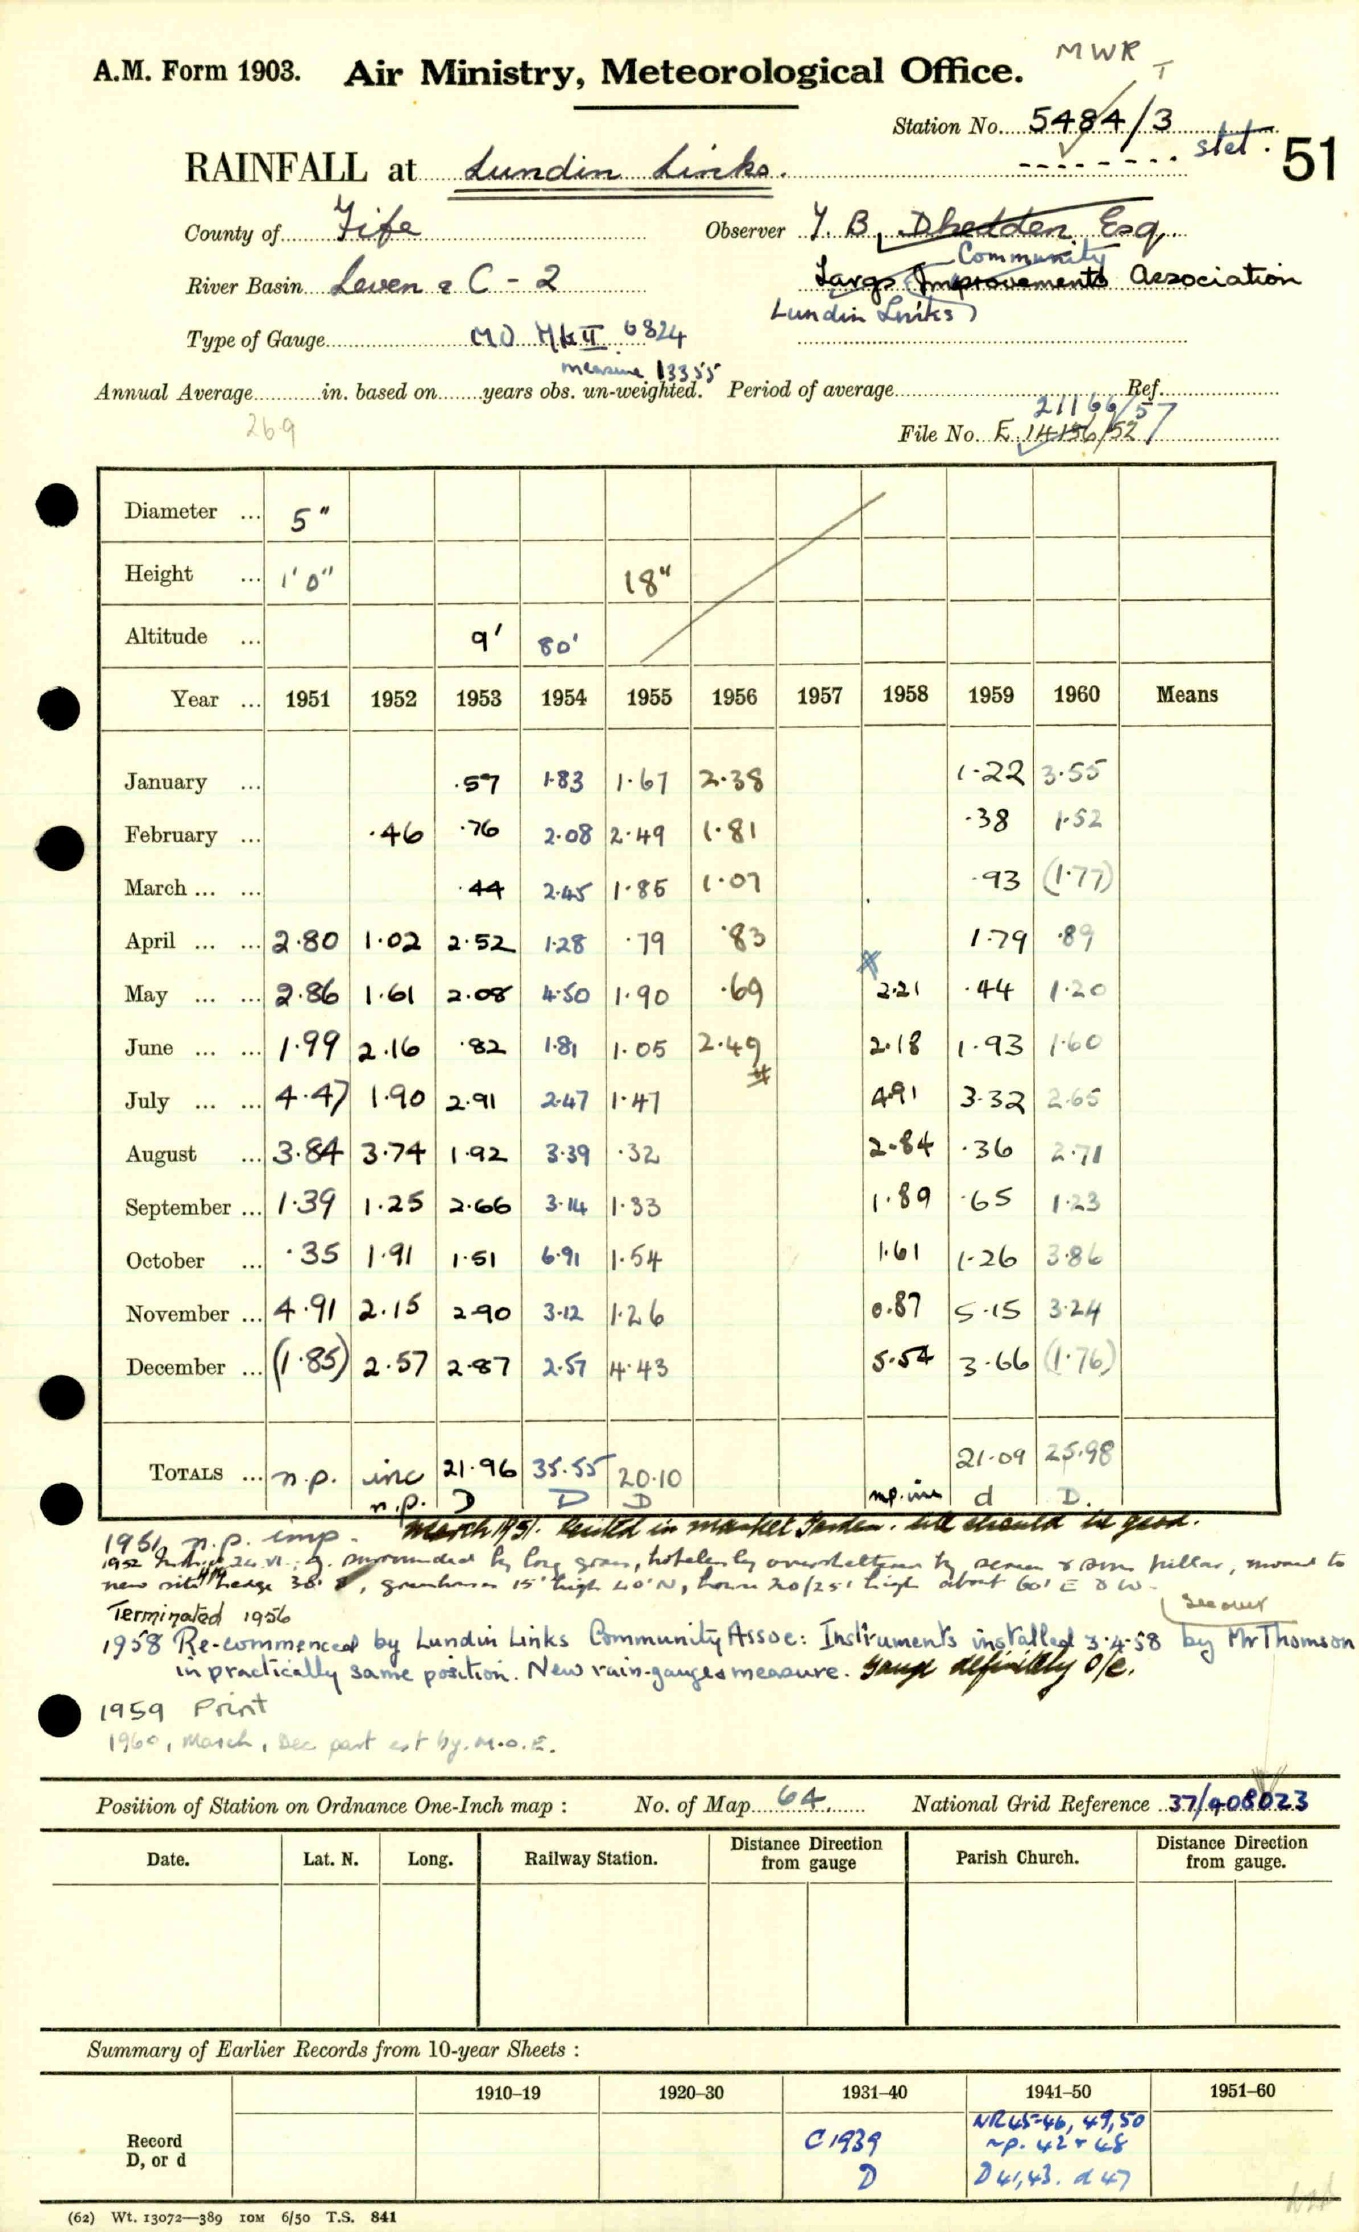 MWR
T
A.M. Form 1903. Air Ministry, Meteorological Office.
Station No. 5484/3
stet.
51
RAINFALL at Lundin Links.
County of Fife Observer T. B. Esq
Community
River Basin Leven & C - 2 Largs Improvements Association
Lundin Links
Type of Gauge MO Mk II 6824
measure 13355
Annual Average in. based on years obs. un-weighted. Period of average Ref.
26.9
21166/57
File No. E. 14156/52
Diameter ... 5"
Height ... 1' 0" 18"
Altitude ... 9' 80'
Year ... 1951 1952 1953 1954 1955 1956 1957 1958 1959 1960 Means
January ... .57 1.83 1.67 2.38 1.22 3.55
February ... .46 .76 2.08 2.49 1.81 .38 1.52
March ... ... .44 2.45 1.85 1.07 .93 (1.77)
April ... ... 2.80 1.02 2.52 1.28 .79 .83 1.79 .89
May ... ... 2.86 1.61 2.08 4.50 1.90 .69 2.21 .44 1.20
June ... ... 1.99 2.16 .82 1.81 1.05 2.49 2.18 1.93 1.60
July ... ... 4.47 1.90 2.91 2.47 1.47 4.91 3.32 2.65
August ... 3.84 3.74 1.92 3.39 .32 2.84 .36 2.71
September ... 1.39 1.25 2.66 3.14 1.33 1.89 .65 1.23
October ... .35 1.91 1.51 6.91 1.54 1.61 1.26 3.86
November ... 4.91 2.15 2.90 3.12 1.26 0.87 5.15 3.24
December ... (1.85) 2.57 2.87 2.57 4.43 5.54 3.66 (1.76)
TOTALS ... n.p. inc 21.96 35.55 20.10 21.09 25.98
n.p. D D D n.p. inc d D.
1951 n.p. imp. March 1951. Resited in market garden. site should be good.
1952 surrounded by long grass, hopelessly oversheltered by screen & pillar, moved to
new site hedge greenhouse 15' high 40' N, house 20/25' high about 60' E & W.
Terminated 1956
see over
1958 Re-commenced by Lundin Links Community Assoc: Instruments installed 3.4.58 by Mr Thomson
in practically same position. New rain-gauge & measure. gauge definitely o/e.
1959 Print
1960, March, Dec part est by. M.O.E.
Position of Station on Ordnance One-Inch map : No. of Map 64 National Grid Reference 37/408023
Date. Lat. N. Long. Railway Station. Distance Direction from gauge Parish Church. Distance Direction from gauge.
Summary of Earlier Records from 10-year Sheets :
1910–19 1920–30 1931–40 1941–50 1951–60
Record
D, or d
C 1939
D
NR 45-46, 49, 50
n.p. 42 & 48
D 41, 43. d 47
(62) Wt. 13072—389 IOM 6/50 T.S. 841